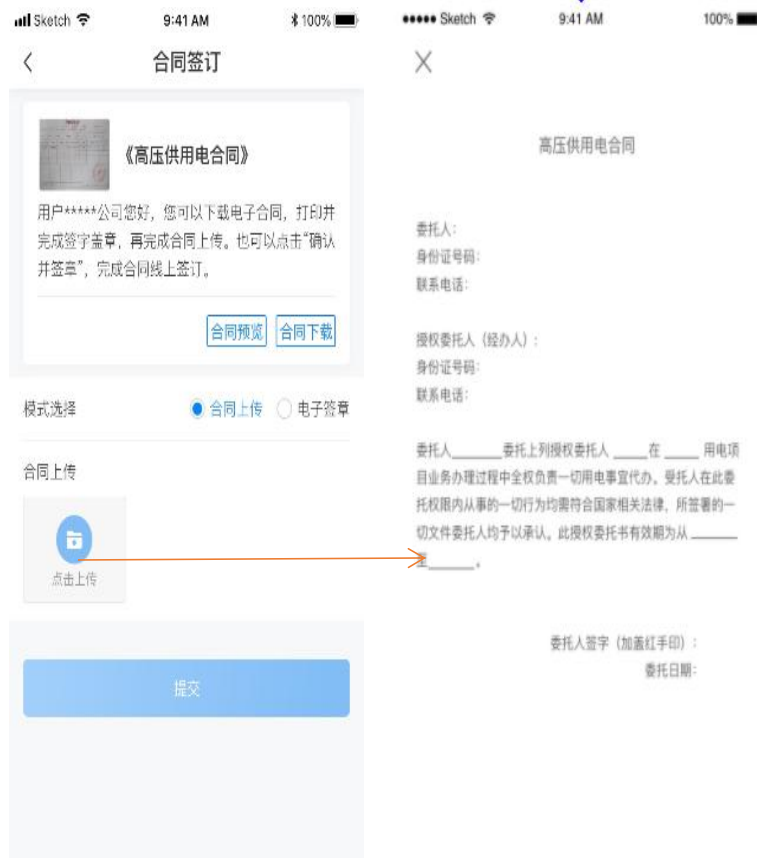 Sketch
9:41 AM
100%
合同签订
《高压供用电合同》
用户*****公司您好，您可以下载电子合同，打印并
完成签字盖章，再完成合同上传。也可以点击“确认
并签章”，完成合同线上签订。
合同预览
合同下载
模式选择
合同上传
电子签章
合同上传
点击上传
提交
Sketch
9:41 AM
100%
高压供用电合同
委托人：
身份证号码：
联系电话：
授权委托人（经办人）：
身份证号码：
联系电话：
委托人_______委托上列授权委托人 _____在 _____ 用电项
目业务办理过程中全权负责一切用电事宜代办。受托人在此委
托权限内从事的一切行为均需符合国家相关法律，所签署的一
切文件委托人均予以承认。此授权委托书有效期为从 _______
至_______。
委托人签字（加盖红手印）：
委托日期：